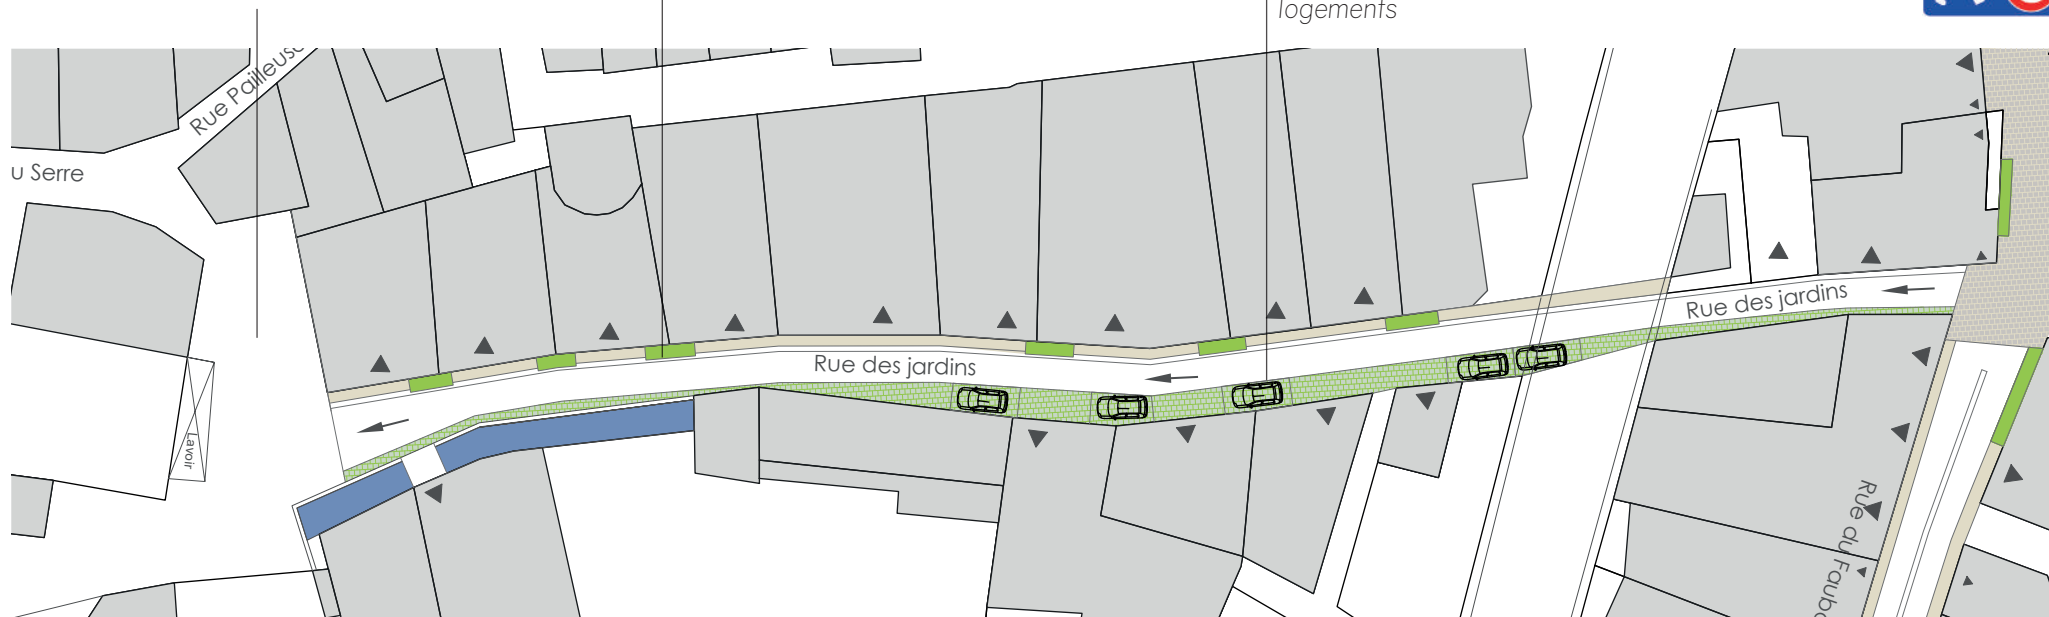 logements
Rue Pailleuse
u Serre
Rue des jardins
Rue des jardins
Lavoir
Rue du Faubo